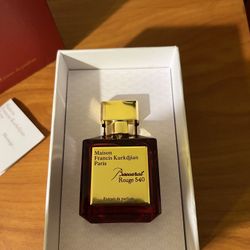 Maison
Francis Kurkdjian
Paris
Baccarat
Rouge 540
Extrait de parfum